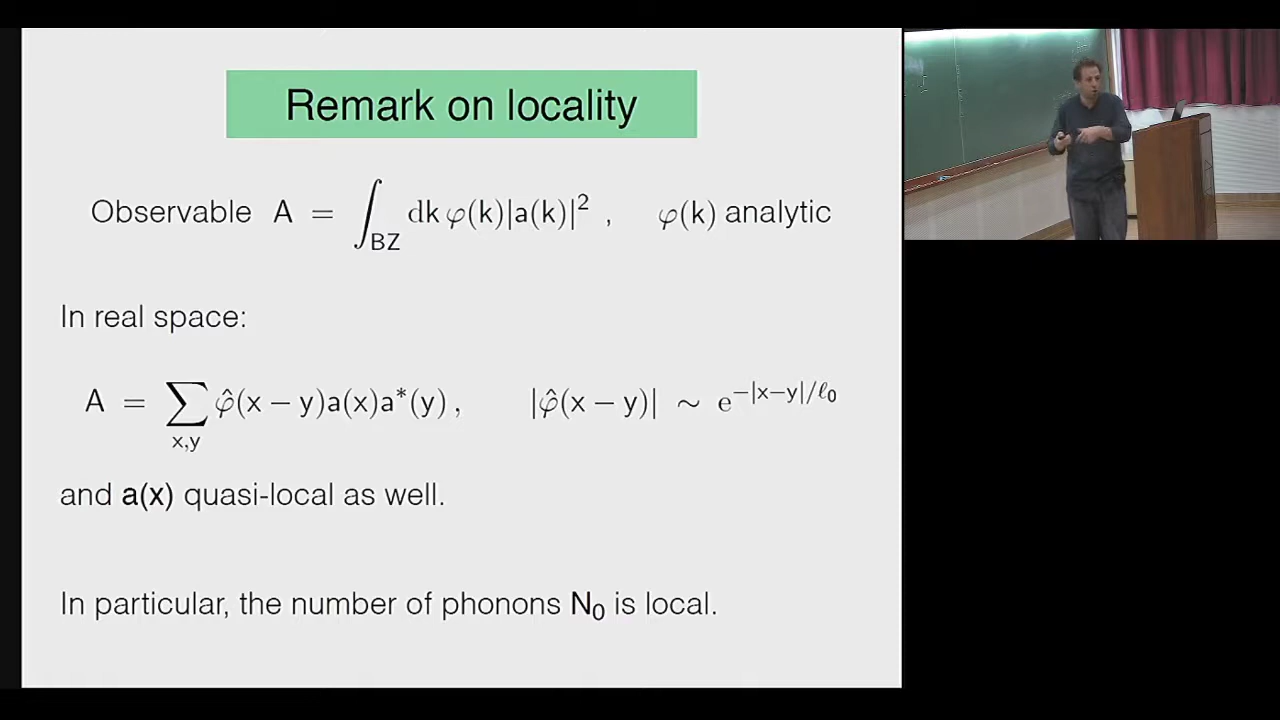 Remark on locality
Observable A = ∫_BZ dk φ(k)|a(k)|² , φ(k) analytic
In real space:
A = ∑_x,y φ̂(x − y)a(x)a*(y) , |φ̂(x − y)| ∼ e^−|x−y|/ℓ₀
and a(x) quasi-local as well.
In particular, the number of phonons N₀ is local.